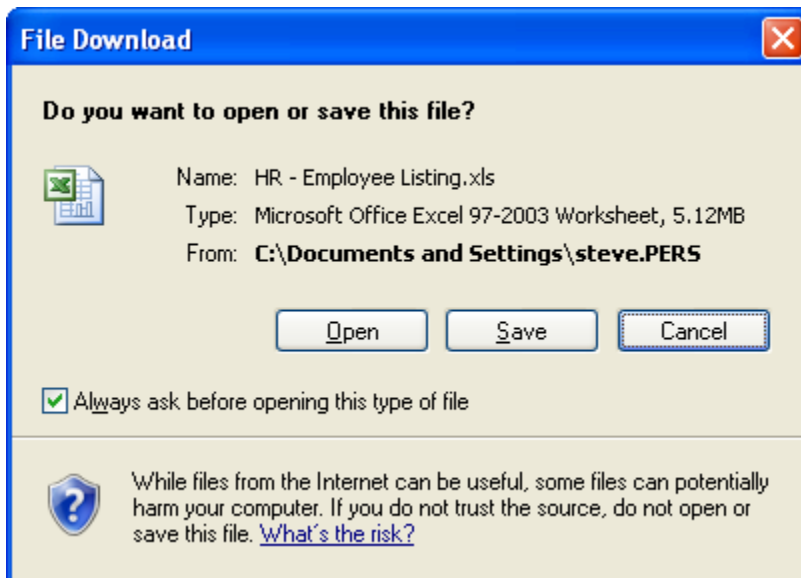 File Download
Do you want to open or save this file?
Name: HR - Employee Listing.xls
Type: Microsoft Office Excel 97-2003 Worksheet, 5.12MB
From: C:\Documents and Settings\steve.PERS
Open Save Cancel
Always ask before opening this type of file
While files from the Internet can be useful, some files can potentially
harm your computer. If you do not trust the source, do not open or
save this file. What's the risk?